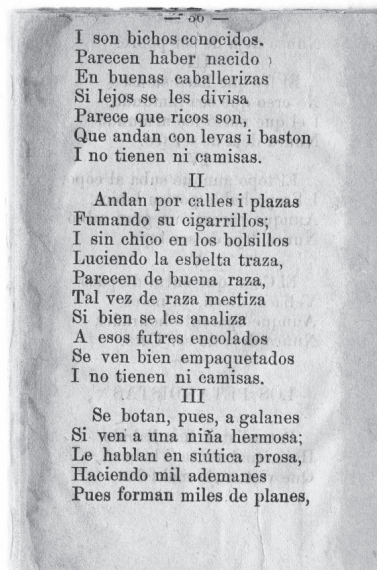 I son bichos conocidos.
Parecen haber nacido
En buenas caballerizas
Si lejos se les divisa
Parece que ricos son,
Que andan con levas i baston
I no tienen ni camisas.
II
Andan por calles i plazas
Fumando su cigarrillos;
I sin chico en los bolsillos
Luciendo la esbelta traza,
Parecen de buena raza,
Tal vez de raza mestiza
Si bien se les analiza
A esos futres encolados
Se ven bien empaquetados
I no tienen ni camisas.
III
Se botan, pues, a galanes
Si ven a una niña hermosa;
Le hablan en siútica prosa,
Haciendo mil ademanes
Pues forman miles de planes,